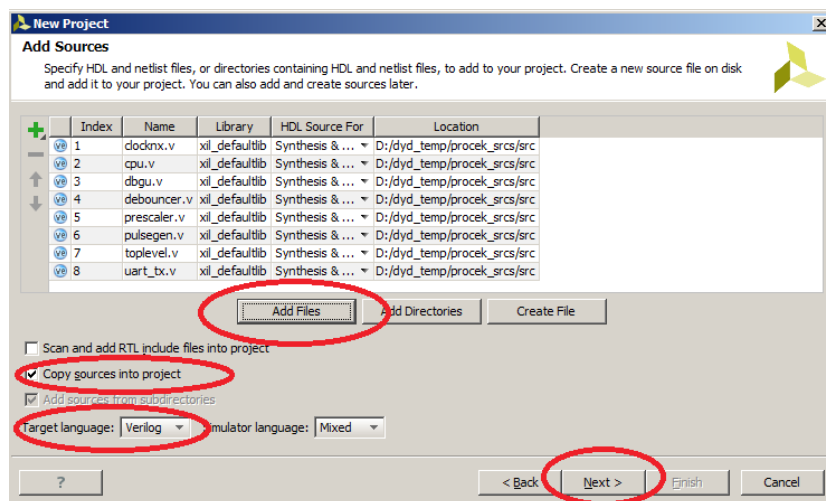 New Project
Add Sources
Specify HDL and netlist files, or directories containing HDL and netlist files, to add to your project. Create a new source file on disk
and add it to your project. You can also add and create sources later.
Index Name Library HDL Source For Location
1 clocknx.v xil_defaultlib Synthesis & ... D:/dyd_temp/procek_srcs/src
2 cpu.v xil_defaultlib Synthesis & ... D:/dyd_temp/procek_srcs/src
3 dbgu.v xil_defaultlib Synthesis & ... D:/dyd_temp/procek_srcs/src
4 debouncer.v xil_defaultlib Synthesis & ... D:/dyd_temp/procek_srcs/src
5 prescaler.v xil_defaultlib Synthesis & ... D:/dyd_temp/procek_srcs/src
6 pulsegen.v xil_defaultlib Synthesis & ... D:/dyd_temp/procek_srcs/src
7 toplevel.v xil_defaultlib Synthesis & ... D:/dyd_temp/procek_srcs/src
8 uart_tx.v xil_defaultlib Synthesis & ... D:/dyd_temp/procek_srcs/src
Add Files Add Directories Create File
Scan and add RTL include files into project
Copy sources into project
Add sources from subdirectories
Target language: Verilog Simulator language: Mixed
? < Back Next > Finish Cancel